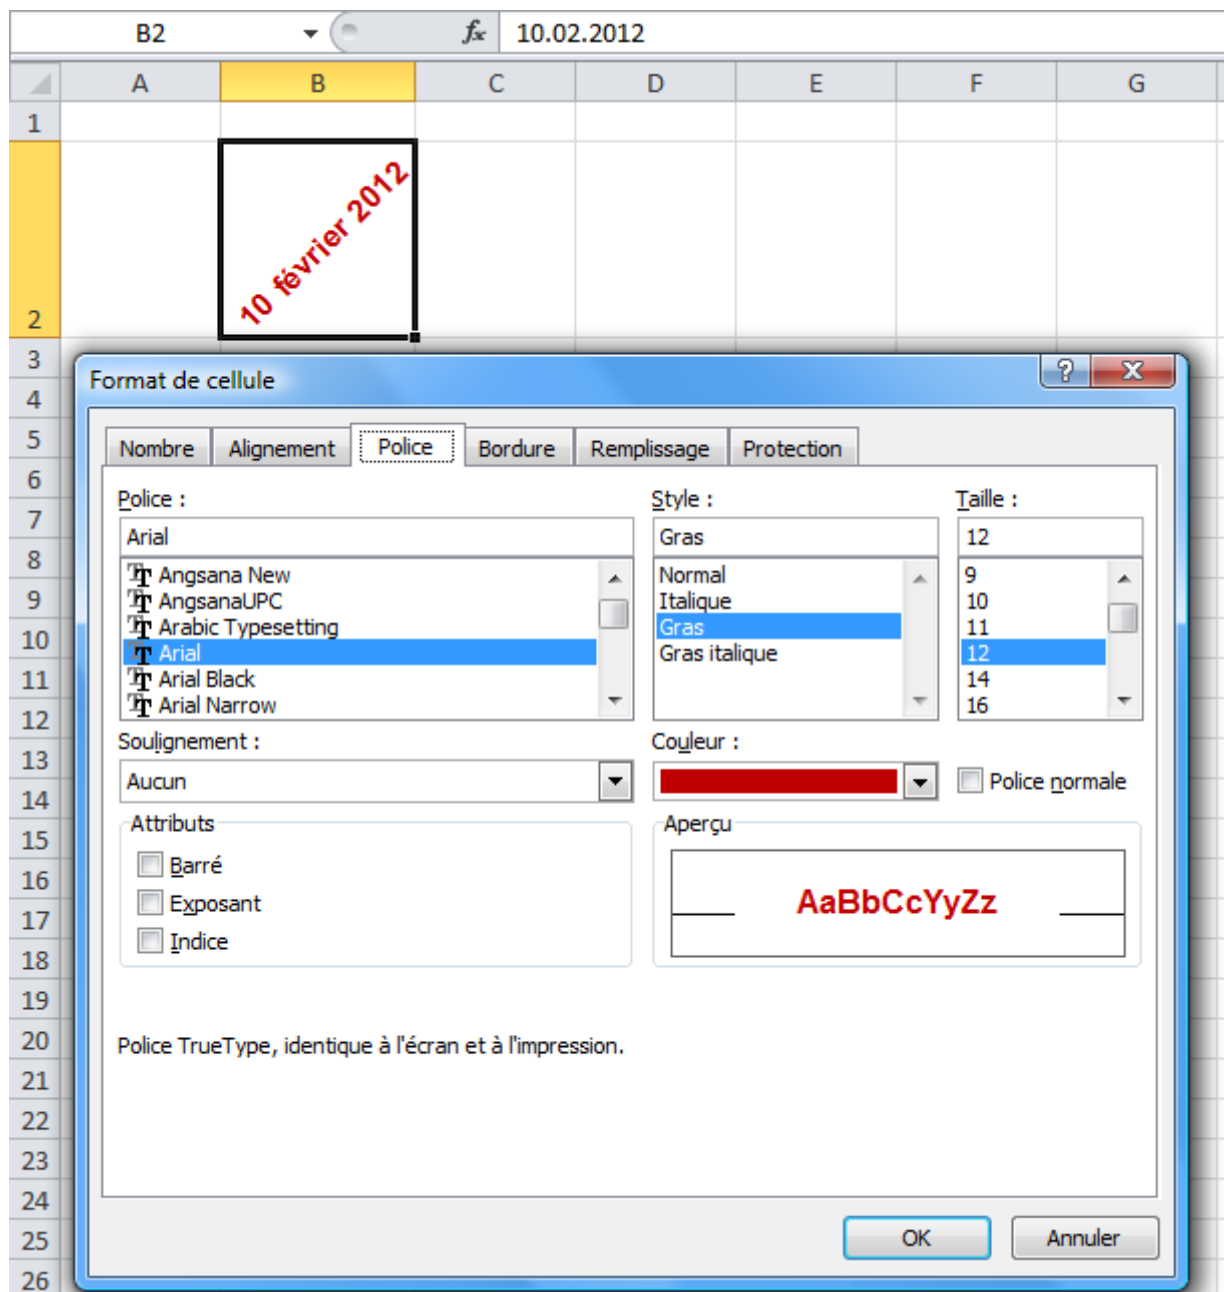 B2 fx 10.02.2012
A B C D E F G
1
10 février 2012
2
3
Format de cellule ? X
4
5
Nombre Alignement Police Bordure Remplissage Protection
6
Police : Style : Taille :
7
Arial Gras 12
8
Angsana New Normal 9
9
AngsanaUPC Italique 10
Arabic Typesetting Gras 11
10
Arial Gras italique 12
11
Arial Black 14
Arial Narrow 16
12
Soulignement : Couleur :
13
Aucun Police normale
14
Attributs Aperçu
15
Barré
16
Exposant AaBbCcYyZz
17
Indice
18
19
20
Police TrueType, identique à l'écran et à l'impression.
21
22
23
24
25
OK Annuler
26